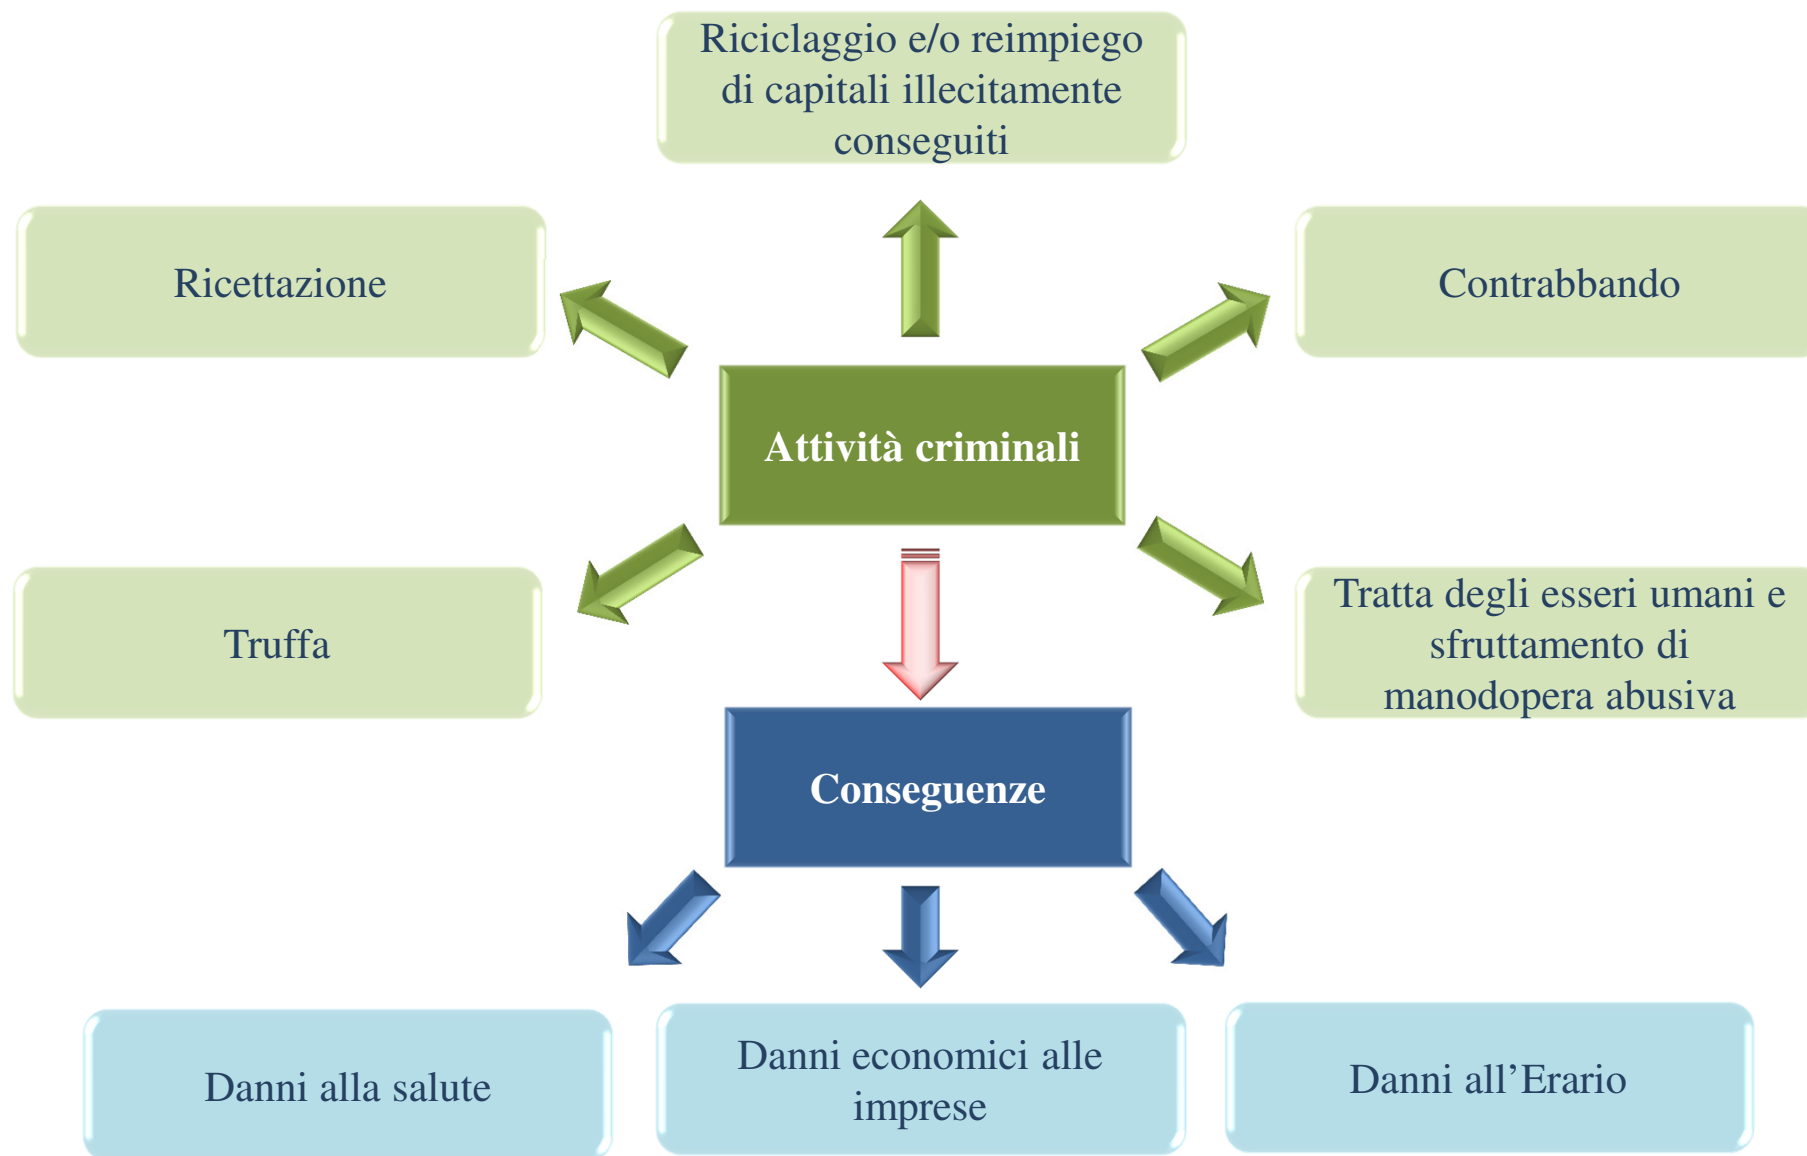 Riciclaggio e/o reimpiego
di capitali illecitamente
conseguiti
Ricettazione
Contrabbando
Attività criminali
Truffa
Tratta degli esseri umani e
sfruttamento di
manodopera abusiva
Conseguenze
Danni alla salute
Danni economici alle
imprese
Danni all’Erario